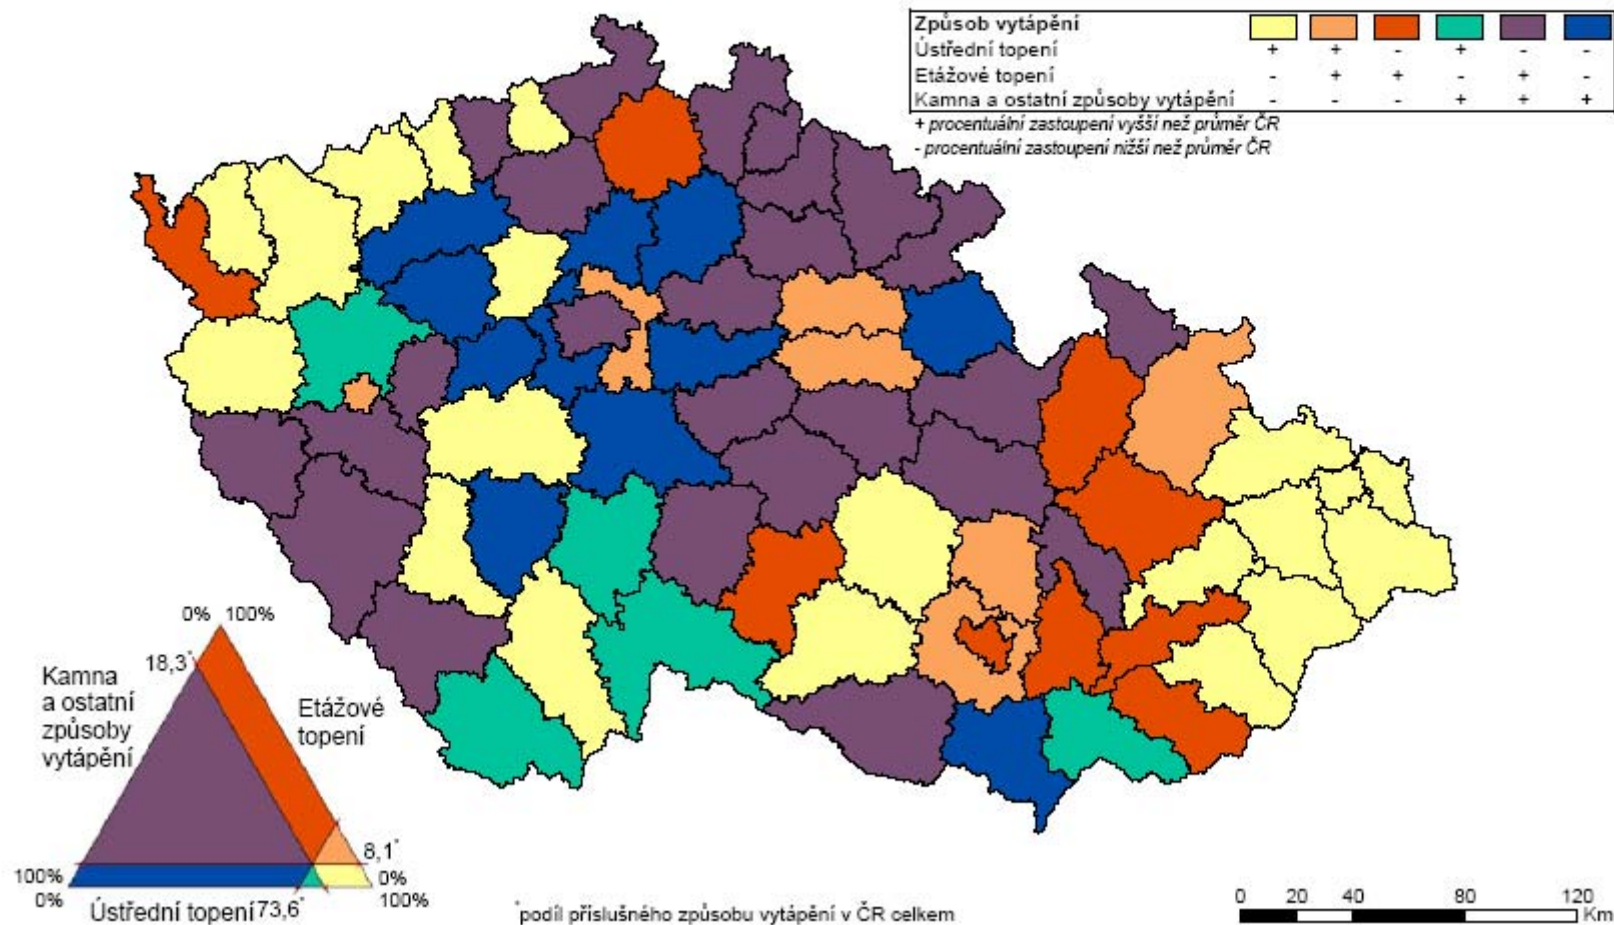 Způsob vytápění
Ústřední topení + + - + - -
Etážové topení - + + - + -
Kamna a ostatní způsoby vytápění - - - + + +
+ procentuální zastoupení vyšší než průměr ČR
- procentuální zastoupení nižší než průměr ČR
0% 100%
18,3*
Kamna
a ostatní
způsoby
vytápění
Etážové
topení
8,1*
100% 0%
0% 100%
Ústřední topení 73,6*
*podíl příslušného způsobu vytápění v ČR celkem
0 20 40 80 120
Km